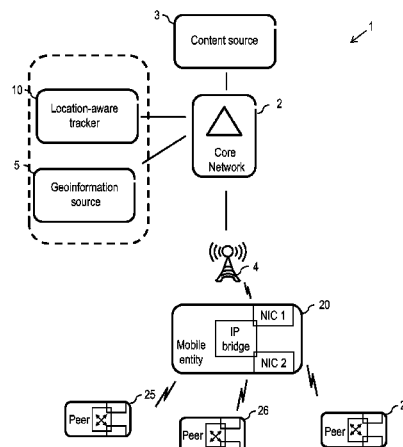 3
Content source
1
10
Location-aware
tracker
2
Core
Network
5
Geoinformation
source
4
20
NIC 1
IP
bridge
Mobile
entity
NIC 2
25
Peer
26
Peer
Peer